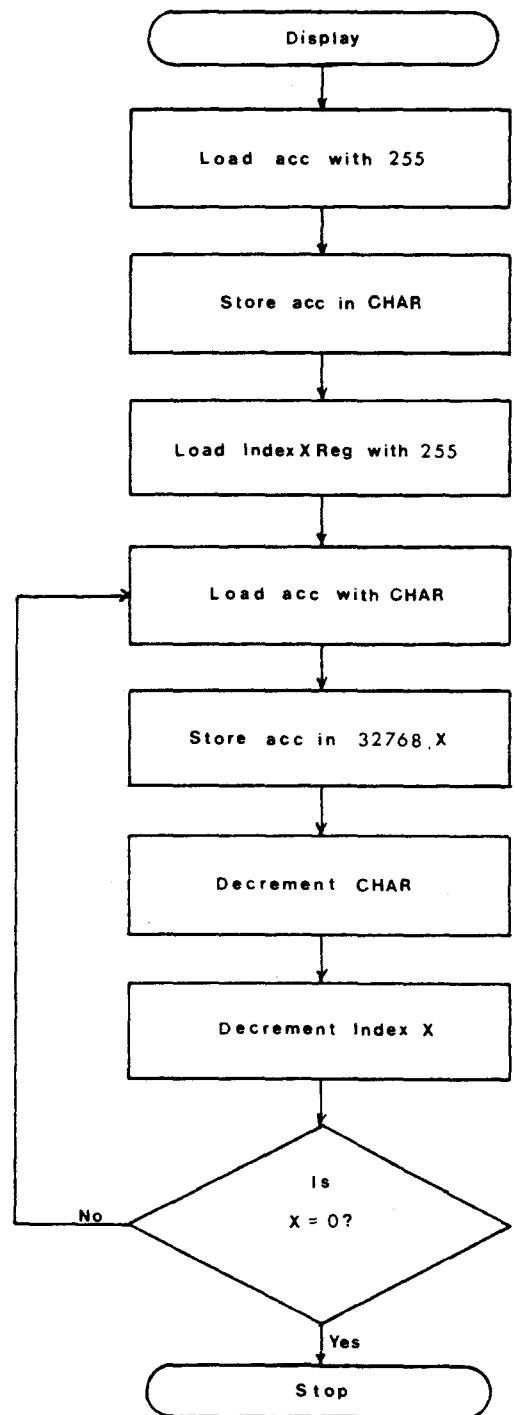 Display
Load acc with 255
Store acc in CHAR
Load Index X Reg with 255
Load acc with CHAR
Store acc in 32768,X
Decrement CHAR
Decrement Index X
Is
X = 0?
No
Yes
Stop